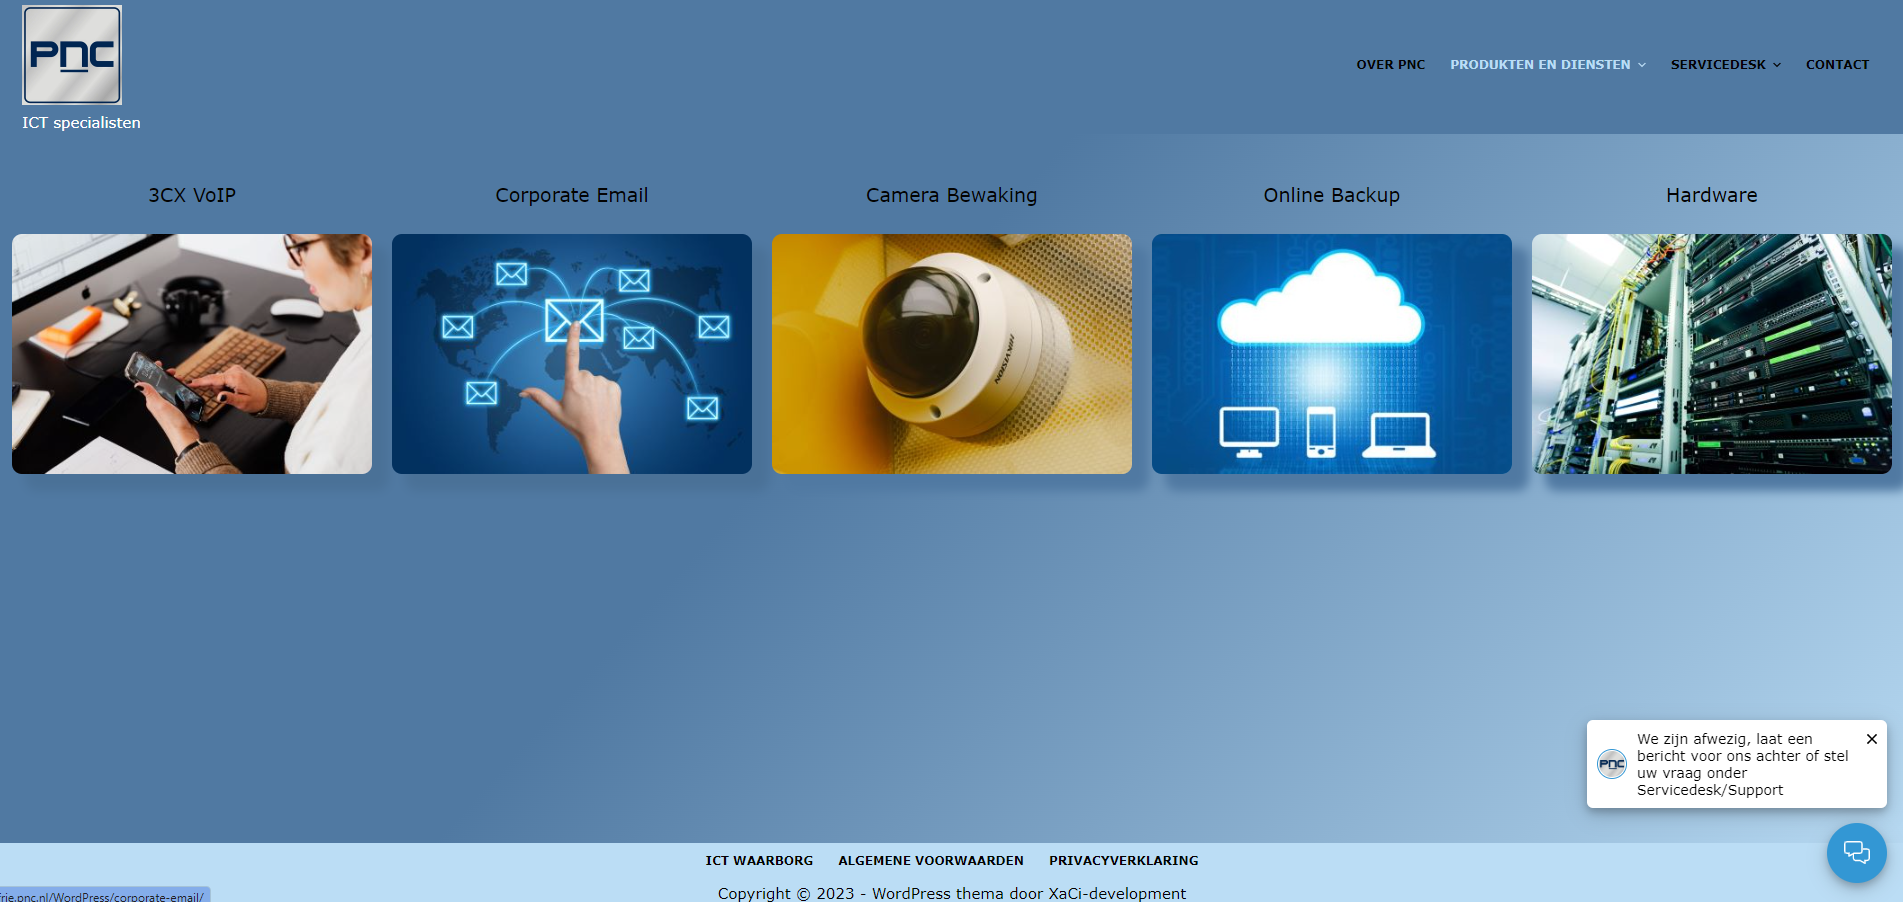 PNC
ICT specialisten
OVER PNC
PRODUKTEN EN DIENSTEN
SERVICEDESK
CONTACT
3CX VoIP
Corporate Email
Camera Bewaking
Online Backup
Hardware
HIKVISION
We zijn afwezig, laat een
bericht voor ons achter of stel
uw vraag onder
Servicedesk/Support
PNC
ICT WAARBORG
ALGEMENE VOORWAARDEN
PRIVACYVERKLARING
Copyright © 2023 - WordPress thema door XaCi-development
rie.pnc.nl/WordPress/corporate-email/